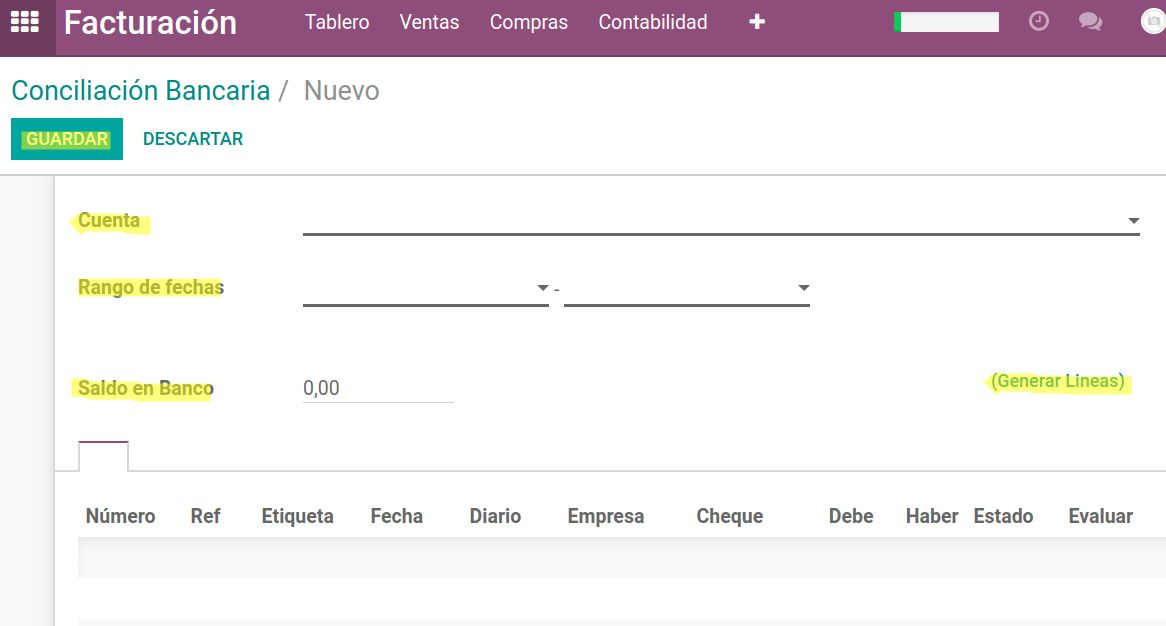 Facturación Tablero Ventas Compras Contabilidad +
Conciliación Bancaria / Nuevo
GUARDAR DESCARTAR
Cuenta
Rango de fechas -
Saldo en Banco 0,00 (Generar Lineas)
Número Ref Etiqueta Fecha Diario Empresa Cheque Debe Haber Estado Evaluar